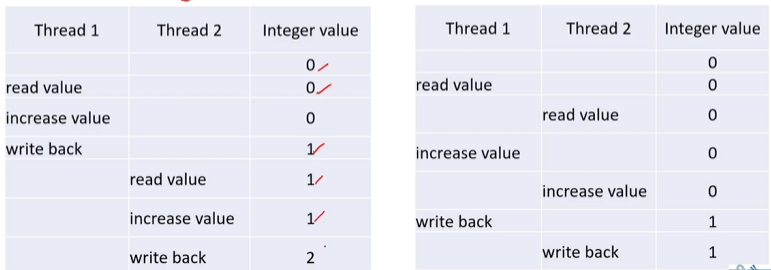 Thread 1 Thread 2 Integer value
0
read value 0
increase value 0
write back 1
read value 1
increase value 1
write back 2
Thread 1 Thread 2 Integer value
0
read value 0
read value 0
increase value 0
increase value 0
write back 1
write back 1